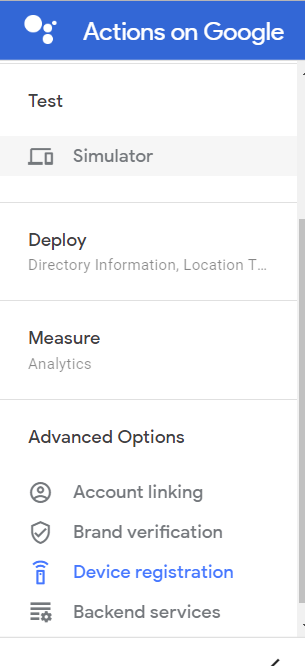 Actions on Google
Test
Simulator
Deploy
Directory Information, Location T...
Measure
Analytics
Advanced Options
Account linking
Brand verification
Device registration
Backend services